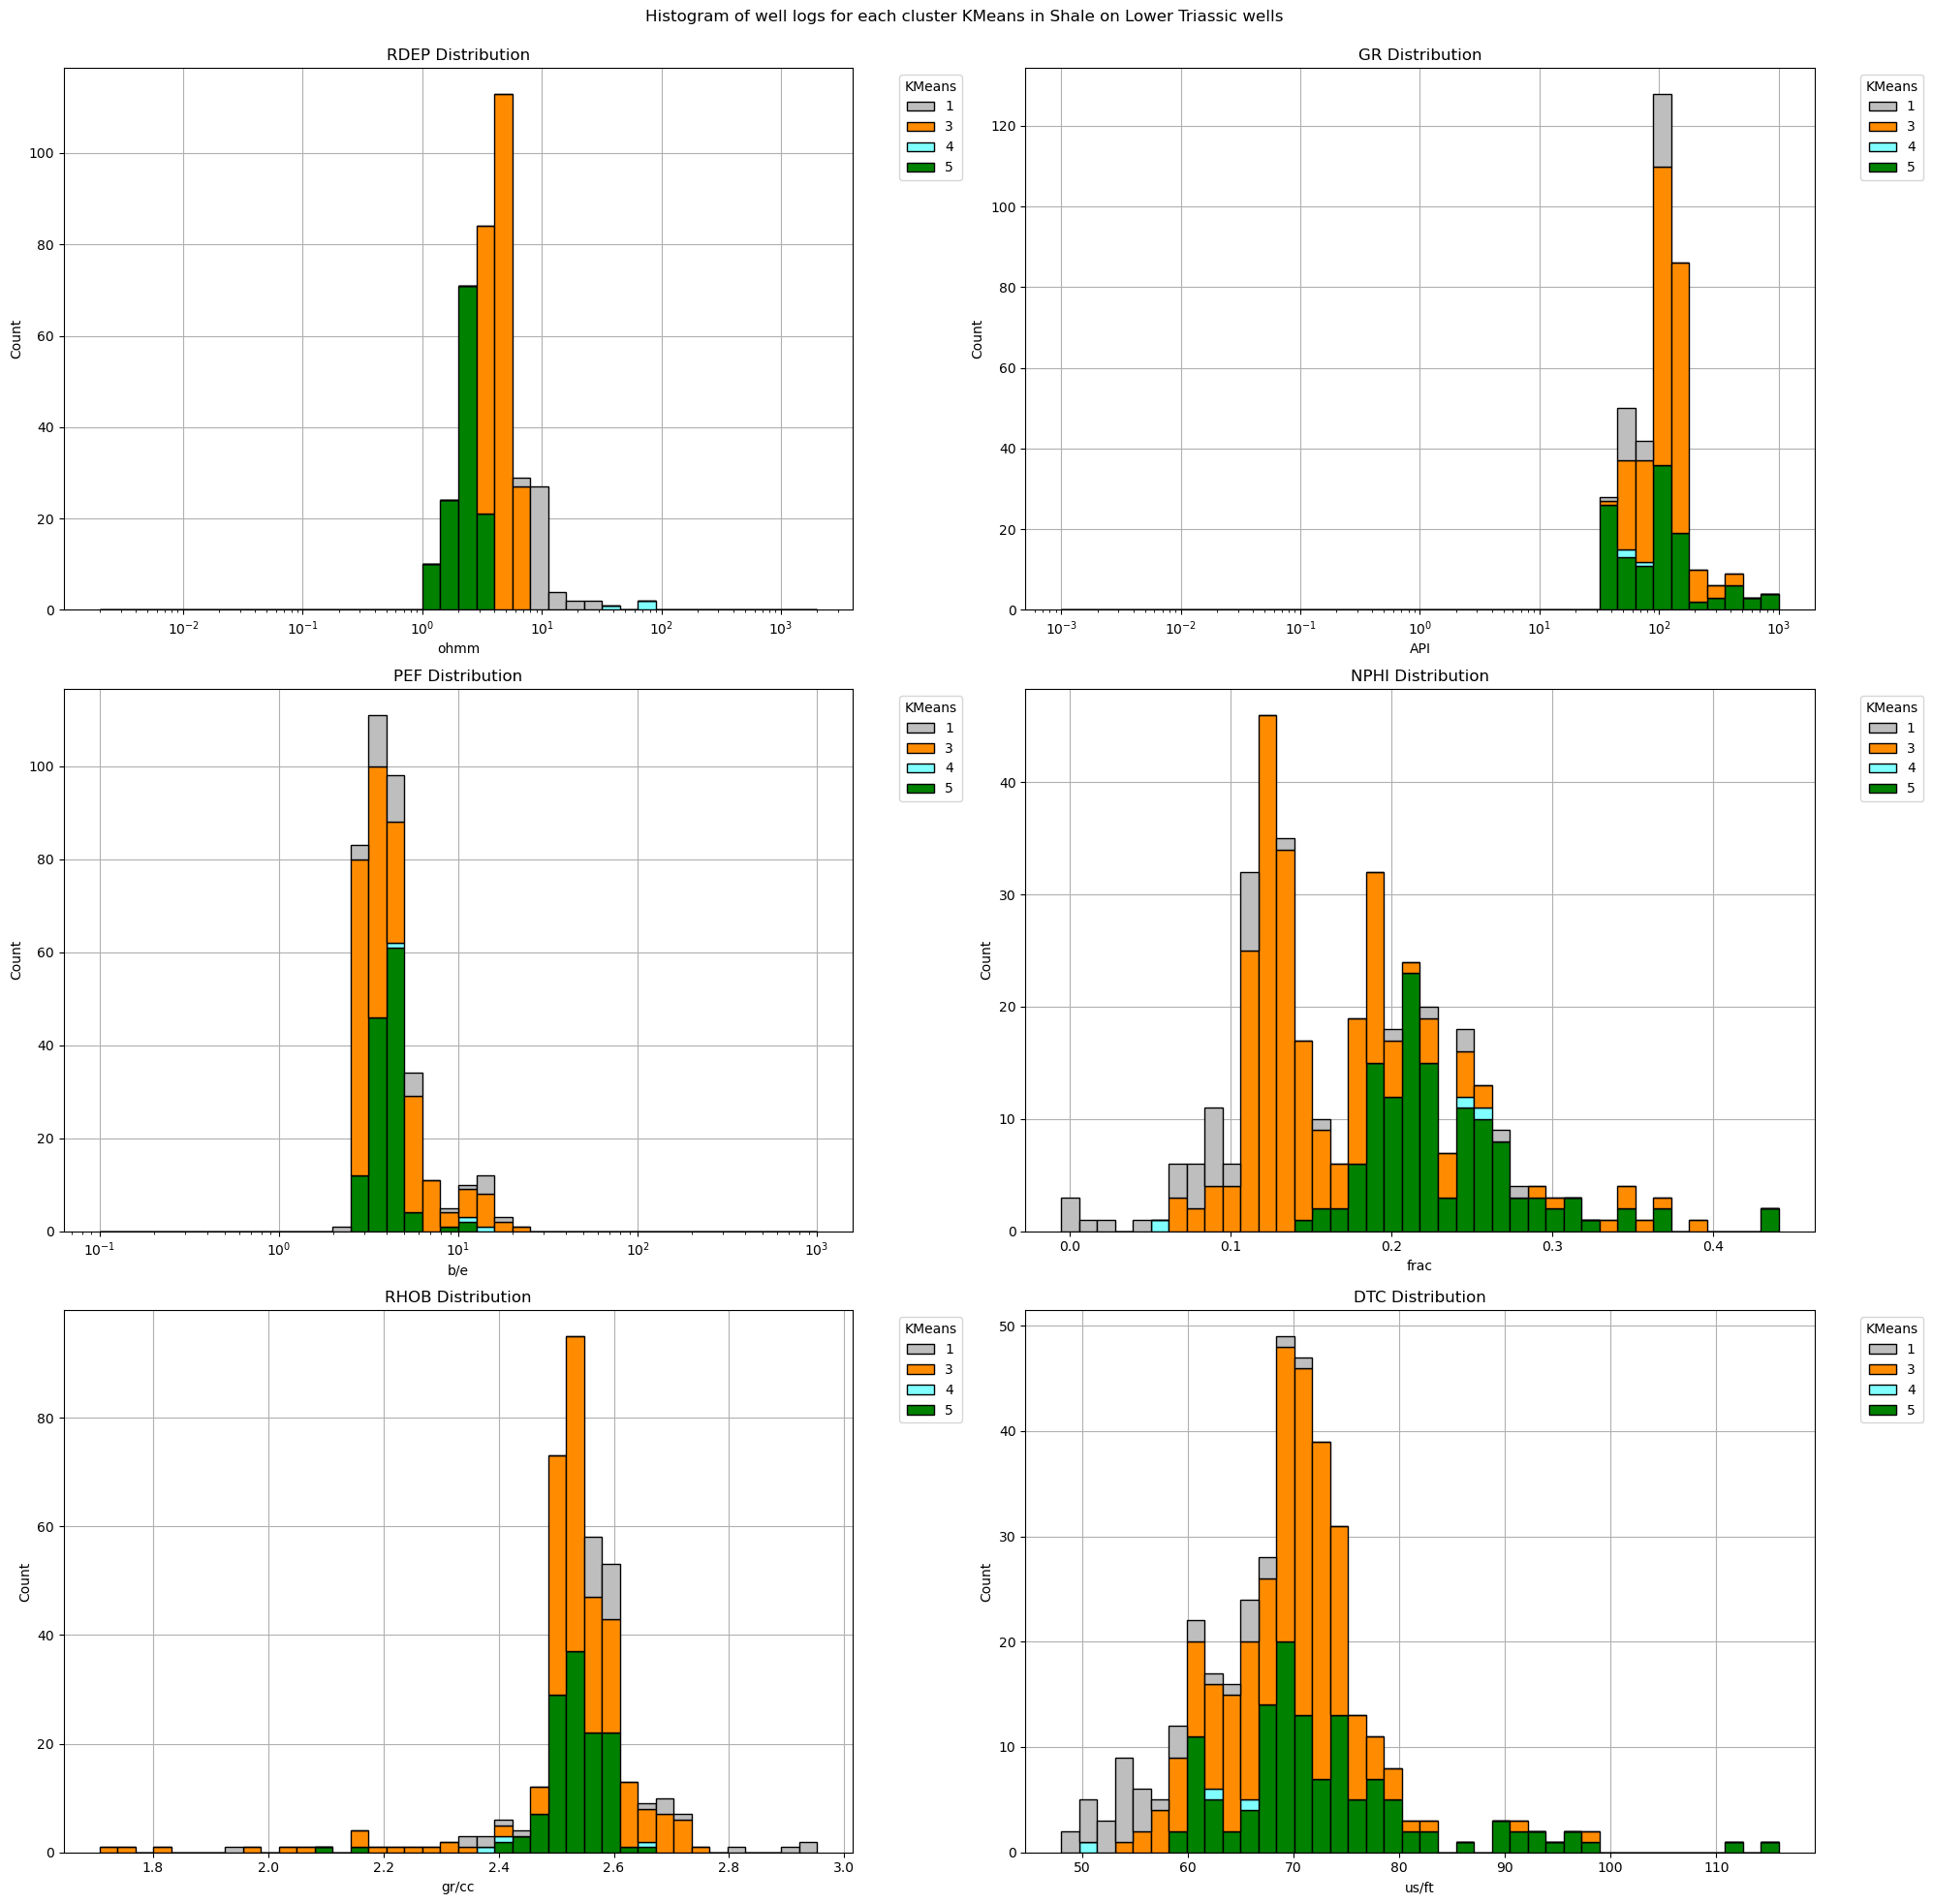 Histogram of well logs for each cluster KMeans in Shale on Lower Triassic wells
RDEP Distribution
Count
100
80
60
40
20
0
10⁻² 10⁻¹ 10⁰ 10¹ 10² 10³
ohmm
KMeans
1
3
4
5
GR Distribution
Count
120
100
80
60
40
20
0
10⁻³ 10⁻² 10⁻¹ 10⁰ 10¹ 10² 10³
API
KMeans
1
3
4
5
PEF Distribution
Count
100
80
60
40
20
0
10⁻¹ 10⁰ 10¹ 10² 10³
b/e
KMeans
1
3
4
5
NPHI Distribution
Count
40
30
20
10
0
0.0 0.1 0.2 0.3 0.4
frac
KMeans
1
3
4
5
RHOB Distribution
Count
80
60
40
20
0
1.8 2.0 2.2 2.4 2.6 2.8 3.0
gr/cc
KMeans
1
3
4
5
DTC Distribution
Count
50
40
30
20
10
0
50 60 70 80 90 100 110
us/ft
KMeans
1
3
4
5